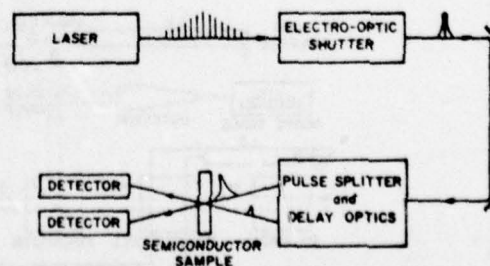 LASER
ELECTRO-OPTIC
SHUTTER
DETECTOR
DETECTOR
PULSE SPLITTER
and
DELAY OPTICS
SEMICONDUCTOR
SAMPLE